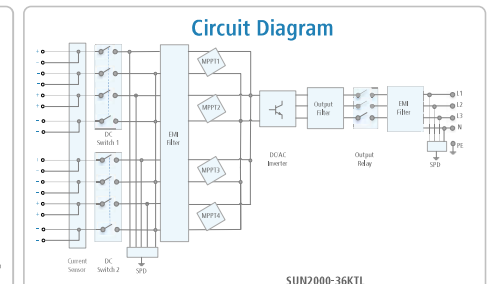 Circuit Diagram
MPPT1
MPPT2
MPPT3
MPPT4
DC
Switch 1
EMI
Filter
DC/AC
Inverter
Output
Filter
Output
Relay
EMI
Filter
L1
L2
L3
N
PE
SPD
Current
Sensor
DC
Switch 2
SPD
SUN2000-36KTL